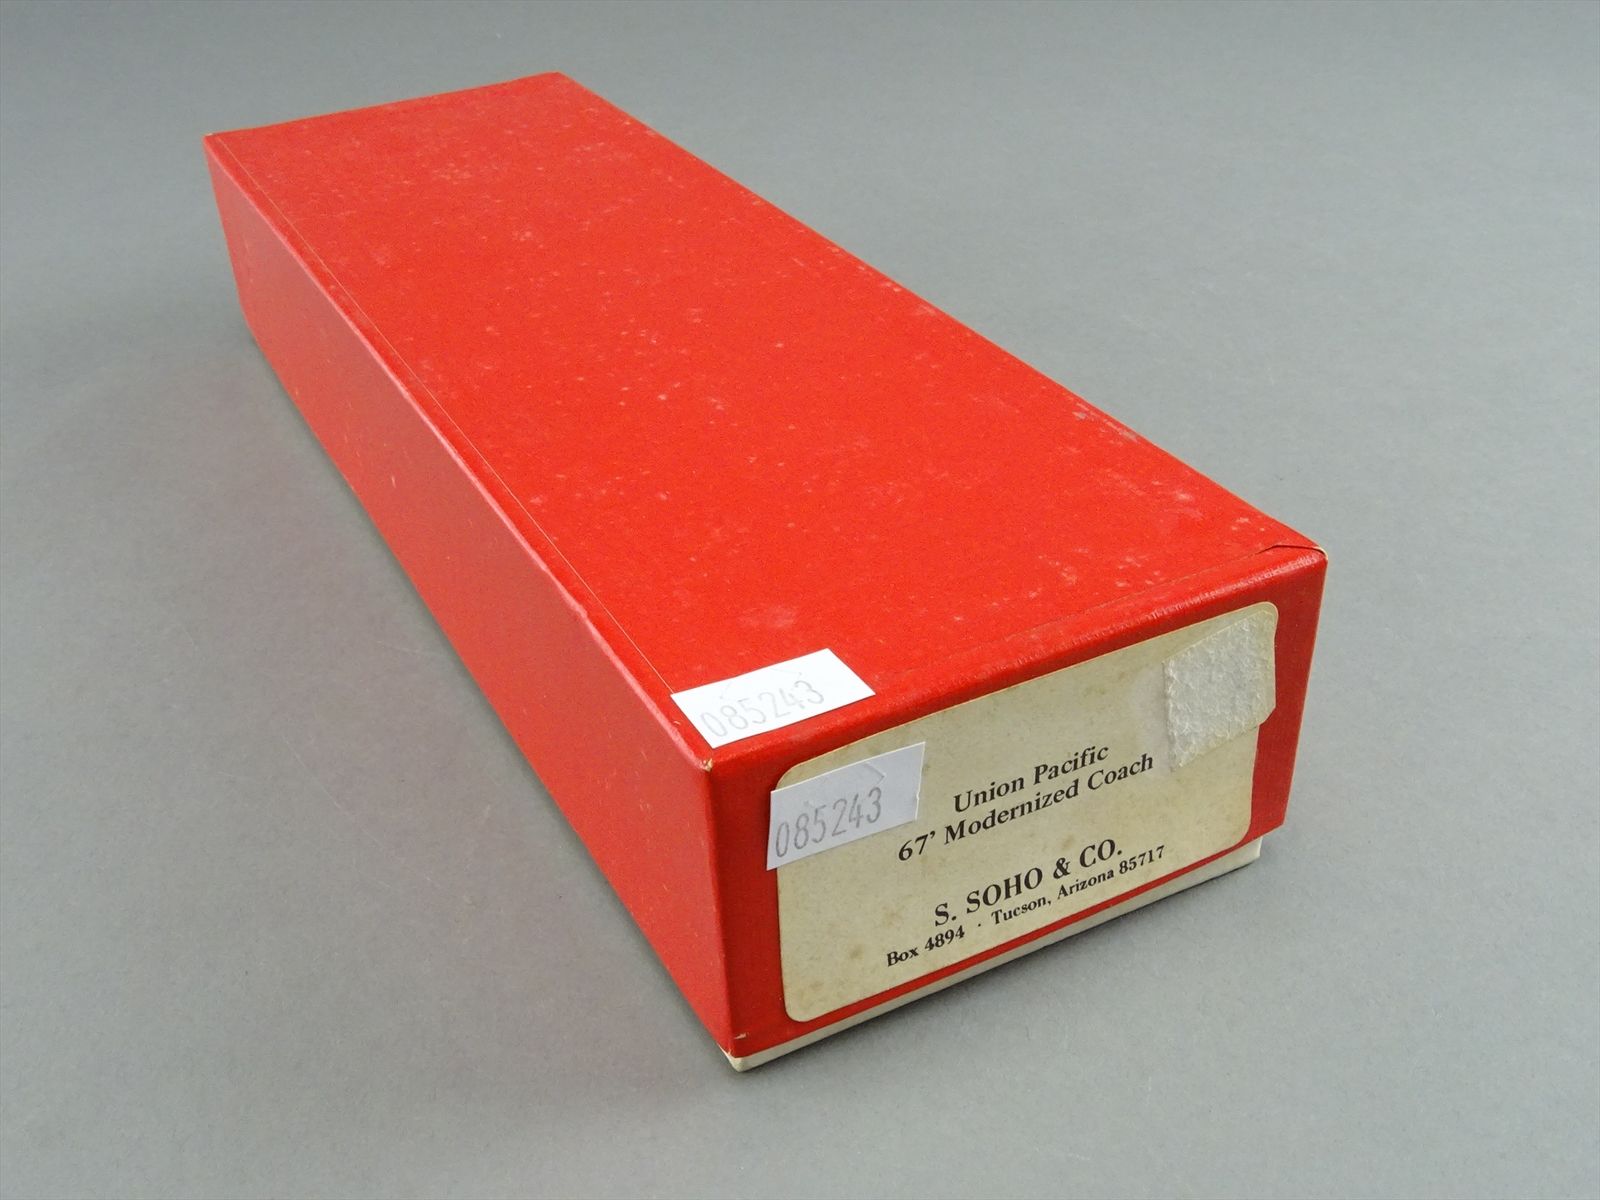 085243
085243
Union Pacific
67' Modernized Coach
S. SOHO & CO.
Box 4894 · Tucson, Arizona 85717